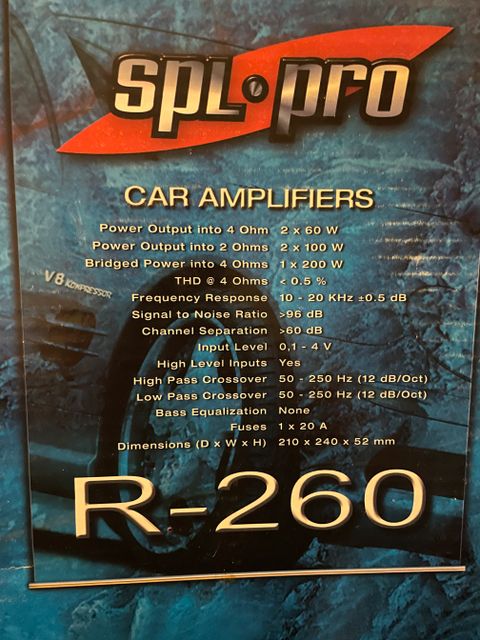 SPL·PRO
CAR AMPLIFIERS
Power Output into 4 Ohm 2 x 60 W
Power Output into 2 Ohms 2 x 100 W
Bridged Power into 4 Ohms 1 x 200 W
THD @ 4 Ohms < 0.5 %
Frequency Response 10 - 20 KHz ±0.5 dB
Signal to Noise Ratio >96 dB
Channel Separation >60 dB
Input Level 0,1 - 4 V
High Level Inputs Yes
High Pass Crossover 50 - 250 Hz (12 dB/Oct)
Low Pass Crossover 50 - 250 Hz (12 dB/Oct)
Bass Equalization None
Fuses 1 x 20 A
Dimensions (D x W x H) 210 x 240 x 52 mm
V8 KOMPRESSOR
R-260